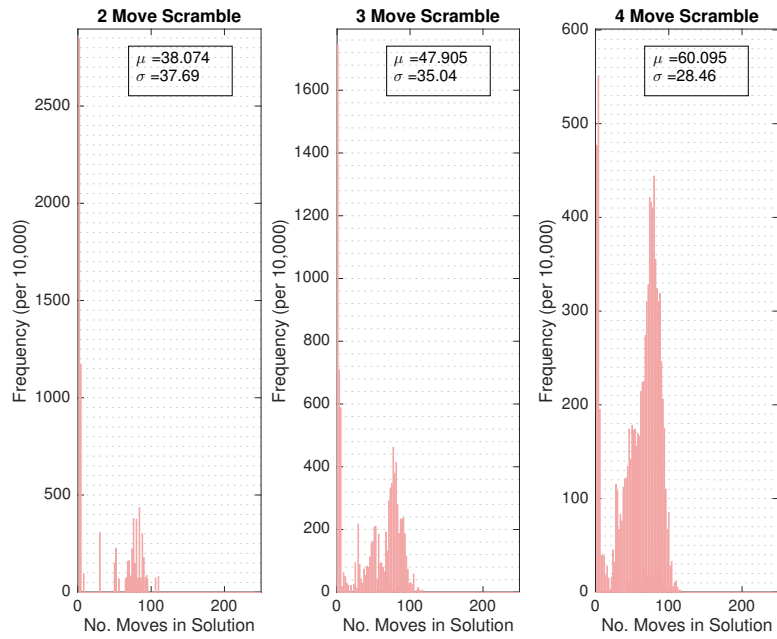 2 Move Scramble
μ =38.074
σ =37.69
Frequency (per 10,000)
2500
2000
1500
1000
500
0
0 100 200
No. Moves in Solution
3 Move Scramble
μ =47.905
σ =35.04
Frequency (per 10,000)
1600
1400
1200
1000
800
600
400
200
0
0 100 200
No. Moves in Solution
4 Move Scramble
μ =60.095
σ =28.46
Frequency (per 10,000)
600
500
400
300
200
100
0
0 100 200
No. Moves in Solution